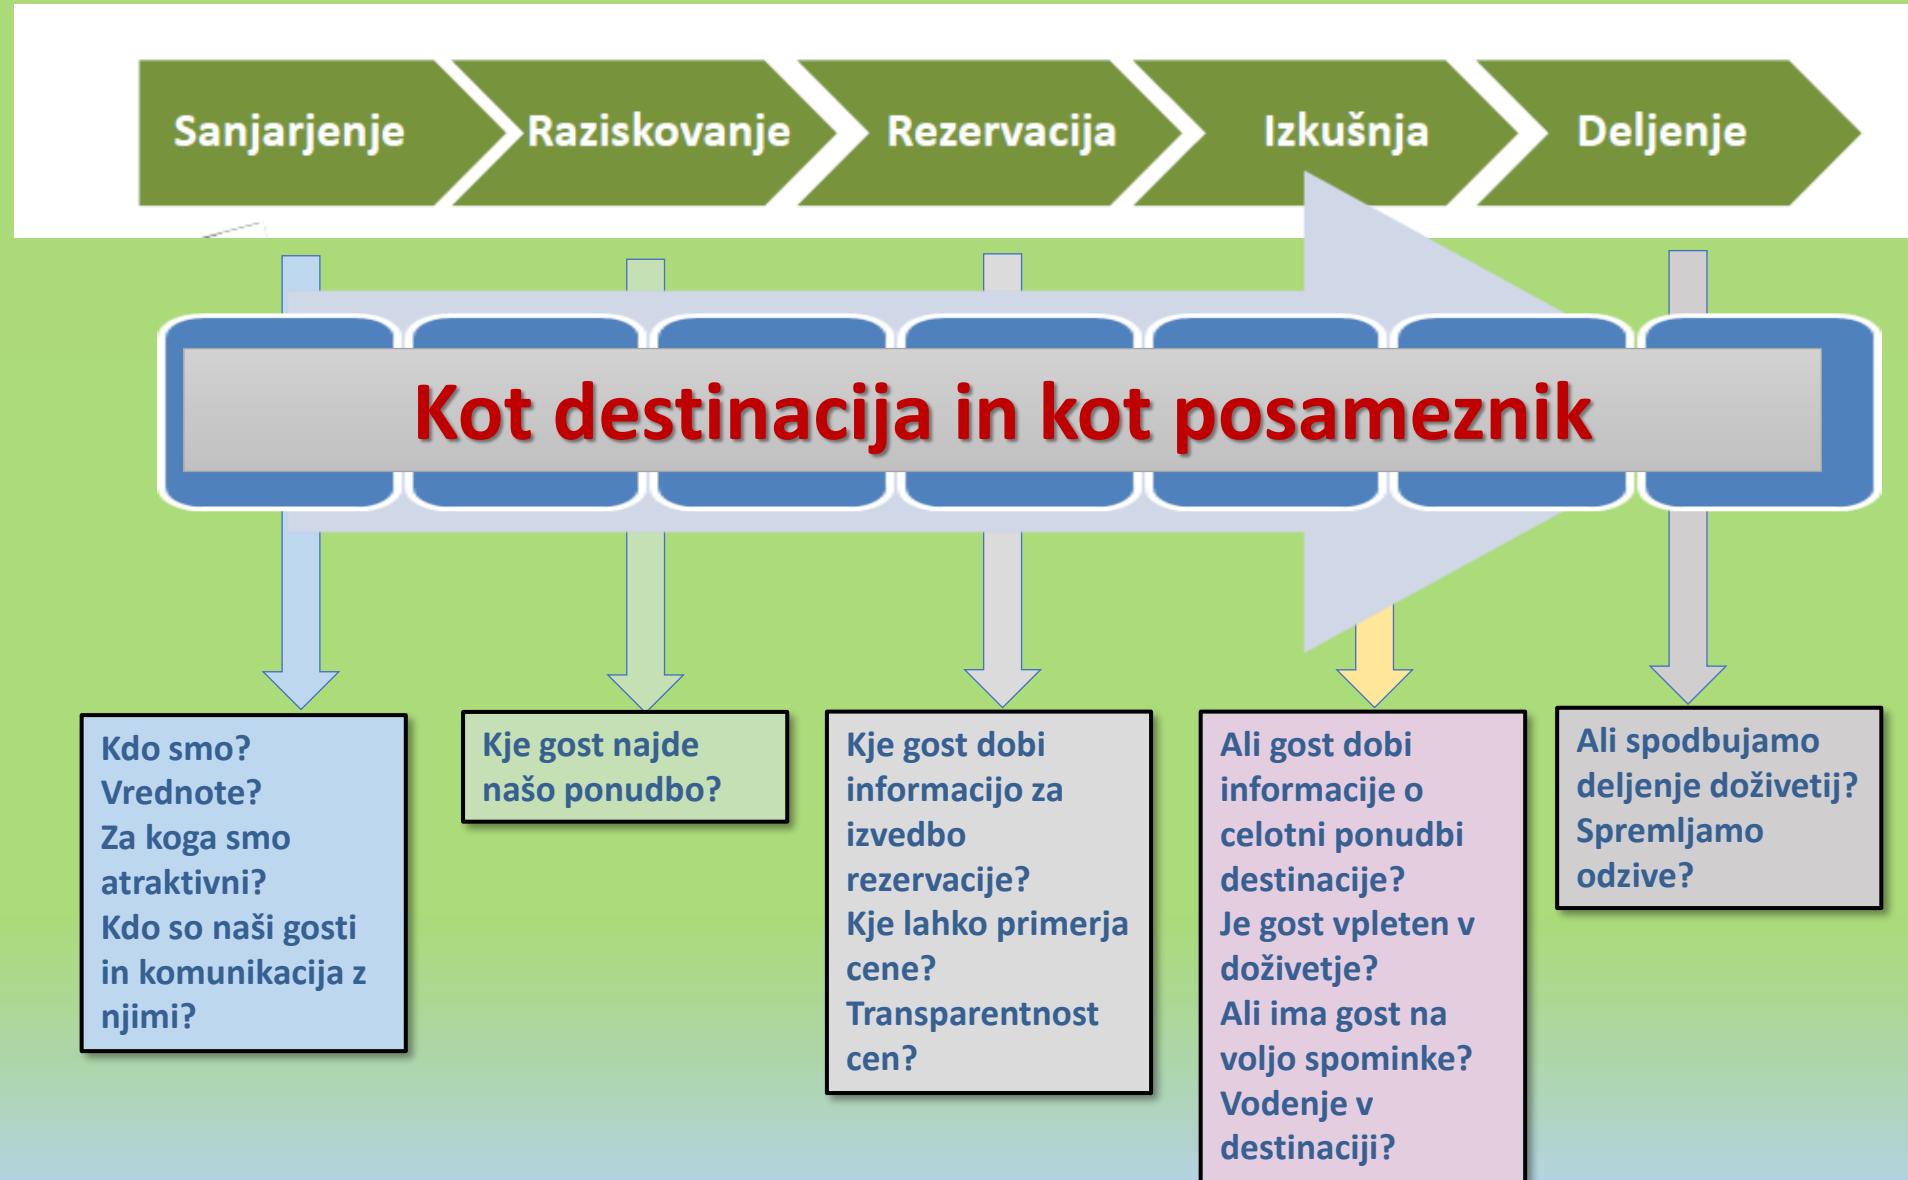 Sanjarjenje
Raziskovanje
Rezervacija
Izkušnja
Deljenje
Kot destinacija in kot posameznik
Kdo smo?
Vrednote?
Za koga smo
atraktivni?
Kdo so naši gosti
in komunikacija z
njimi?
Kje gost najde
našo ponudbo?
Kje gost dobi
informacijo za
izvedbo
rezervacije?
Kje lahko primerja
cene?
Transparentnost
cen?
Ali gost dobi
informacije o
celotni ponudbi
destinacije?
Je gost vpleten v
doživetje?
Ali ima gost na
voljo spominke?
Vodenje v
destinaciji?
Ali spodbujamo
deljenje doživetij?
Spremljamo
odzive?